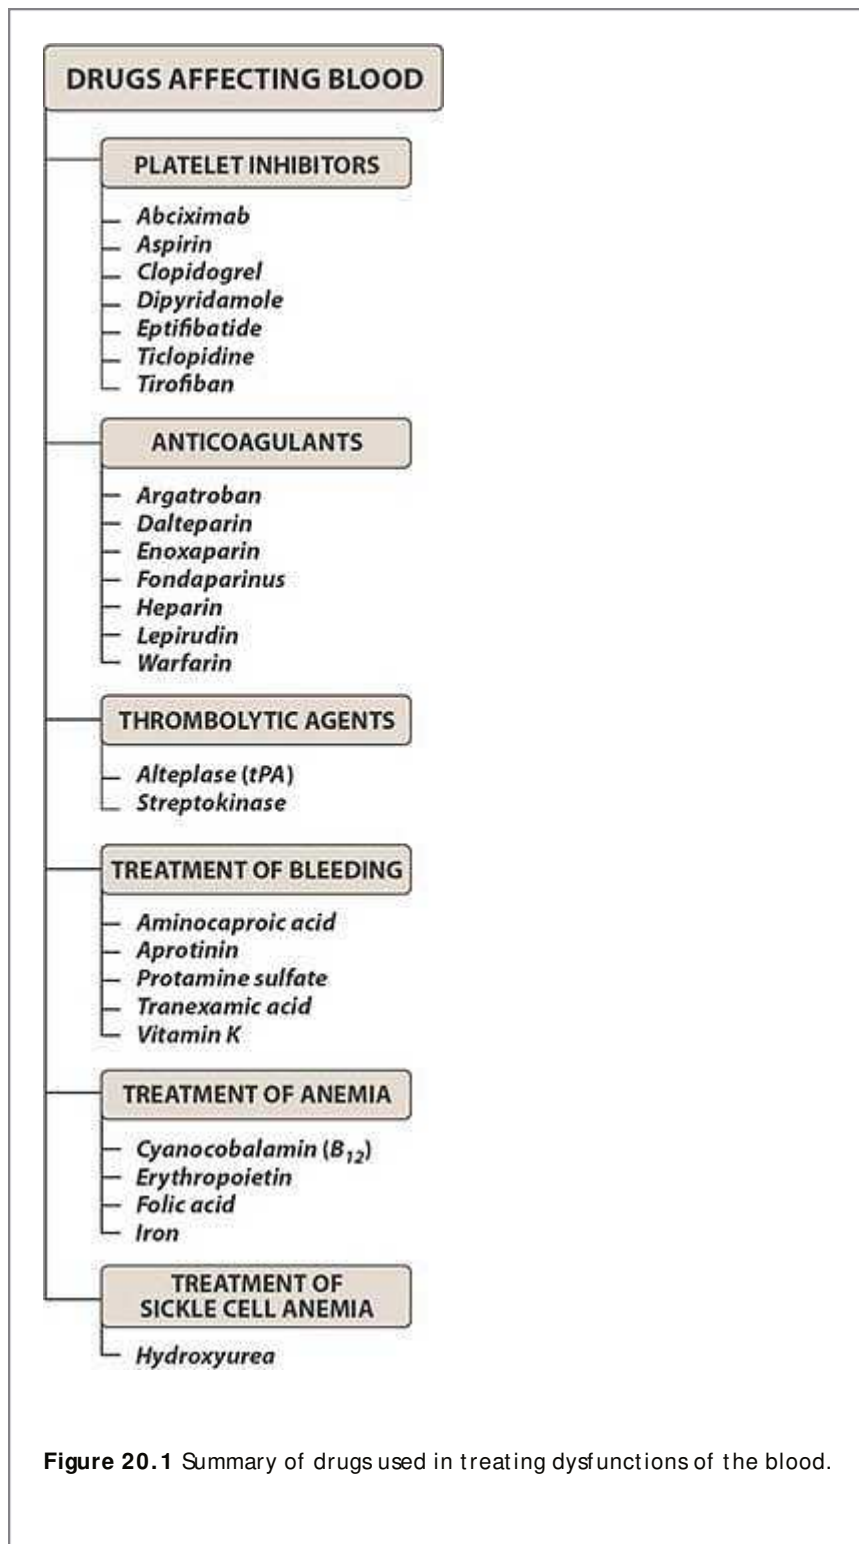 DRUGS AFFECTING BLOOD
PLATELET INHIBITORS
Abciximab
Aspirin
Clopidogrel
Dipyridamole
Eptifibatide
Ticlopidine
Tirofiban
ANTICOAGULANTS
Argatroban
Dalteparin
Enoxaparin
Fondaparinus
Heparin
Lepirudin
Warfarin
THROMBOLYTIC AGENTS
Alteplase (tPA)
Streptokinase
TREATMENT OF BLEEDING
Aminocaproic acid
Aprotinin
Protamine sulfate
Tranexamic acid
Vitamin K
TREATMENT OF ANEMIA
Cyanocobalamin (B12)
Erythropoietin
Folic acid
Iron
TREATMENT OF
SICKLE CELL ANEMIA
Hydroxyurea
Figure 20.1 Summary of drugs used in treating dysfunctions of the blood.